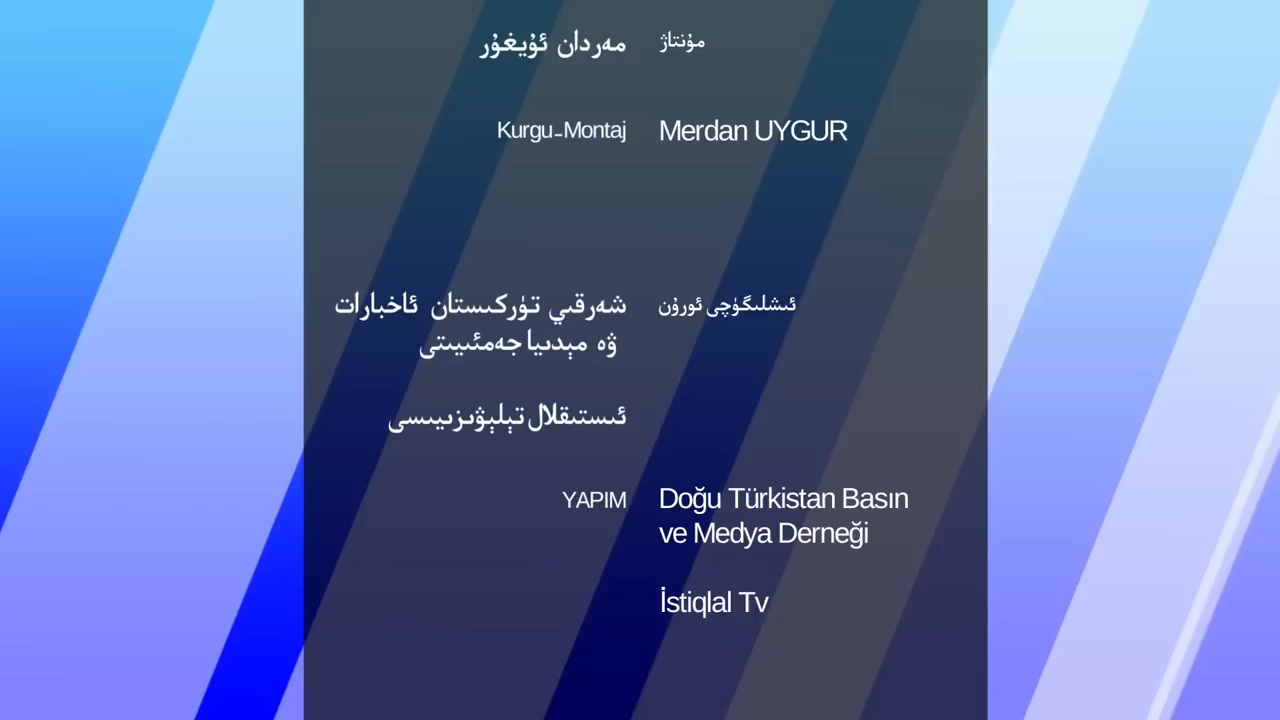 مۇنتاژ مەردان ئۇيغۇر
Kurgu-Montaj Merdan UYGUR
ئىشلىگۈچى ئورۇن شەرقىي تۈركىستان ئاخبارات
ۋە مېدىيا جەمئىيىتى
ئىستىقلال تېلېۋىزىيىسى
YAPIM Doğu Türkistan Basın
ve Medya Derneği
İstiqlal Tv